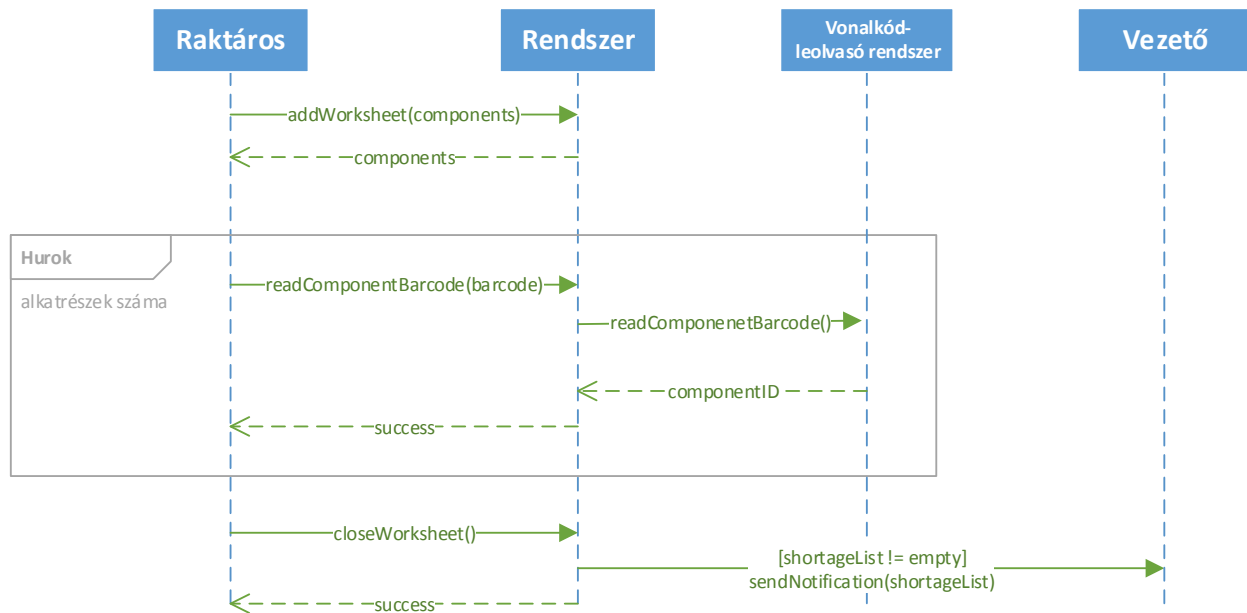 Raktáros
Rendszer
Vonalkód-
leolvasó rendszer
Vezető
addWorksheet(components)
components
Hurok
alkatrészek száma
readComponentBarcode(barcode)
readComponenetBarcode()
componentID
success
closeWorksheet()
[shortageList != empty]
sendNotification(shortageList)
success